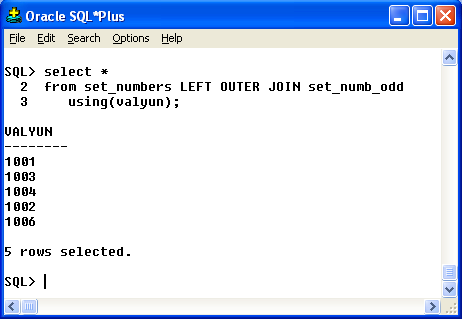 Oracle SQL*Plus
File Edit Search Options Help
SQL> select *
2 from set_numbers LEFT OUTER JOIN set_numb_odd
3 using(valyun);
VALYUN
--------
1001
1003
1004
1002
1006
5 rows selected.
SQL>